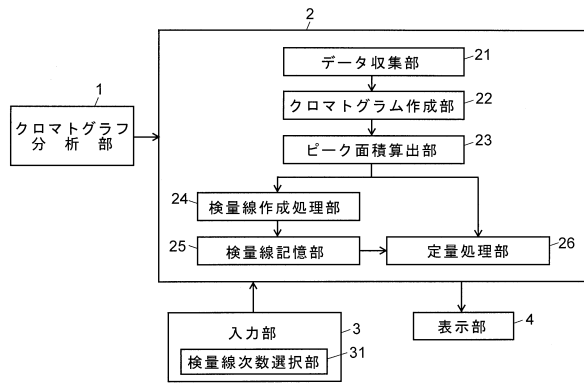 2
データ収集部
21
1
クロマトグラフ
分析部
クロマトグラム作成部
22
ピーク面積算出部
23
24
検量線作成処理部
25
検量線記憶部
定量処理部
26
入力部
3
検量線次数選択部
31
表示部
4